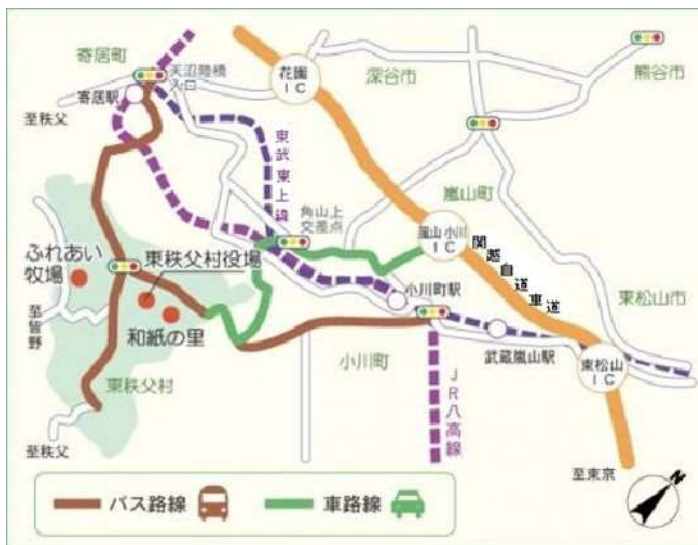 寄居町
天沼陸橋
入口
花園
IC
深谷市
熊谷市
寄居駅
至秩父
東武東上線
嵐山町
角山上
交差点
嵐山小川
IC
関越自動車道
ふれあい
牧場
東秩父村役場
小川町駅
東松山市
至皆野
和紙の里
小川町
武蔵嵐山駅
東松山
IC
東秩父村
JR八高線
至秩父
至東京
N
バス路線
車路線